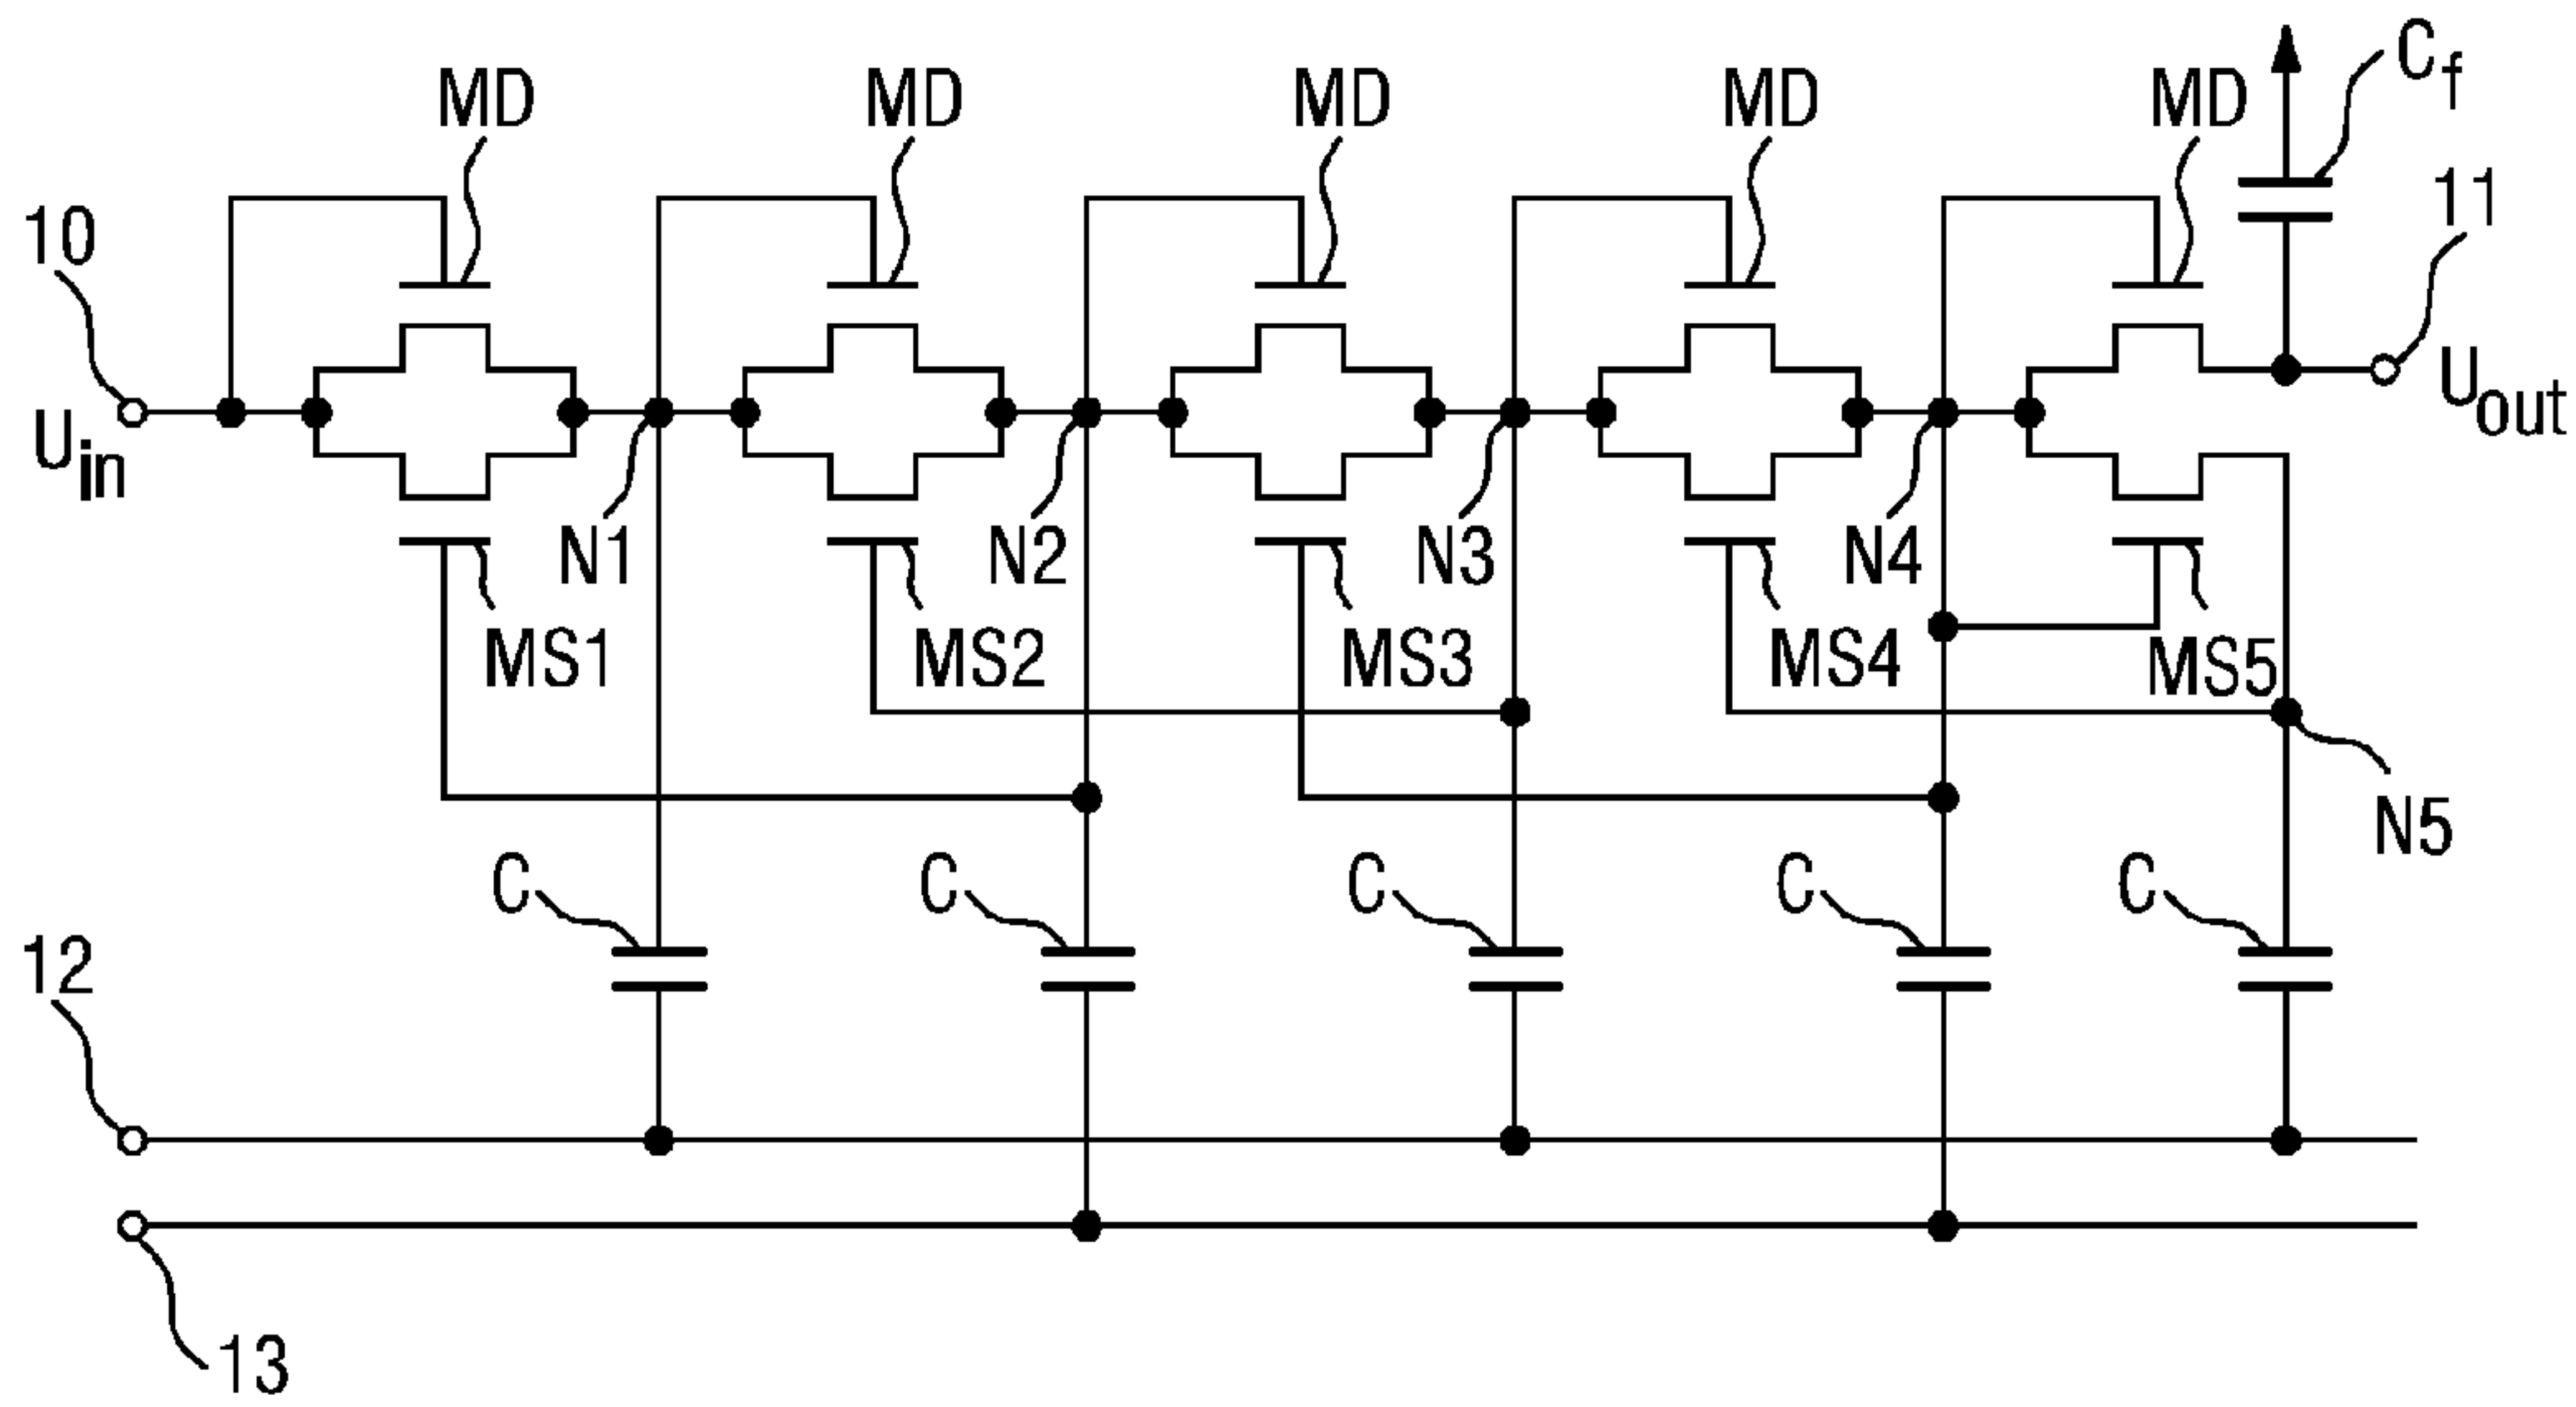 MD MD MD MD MD Cf
10 11
Uin Uout
N1 N2 N3 N4
MS1 MS2 MS3 MS4 MS5
N5
C C C C C
12
13